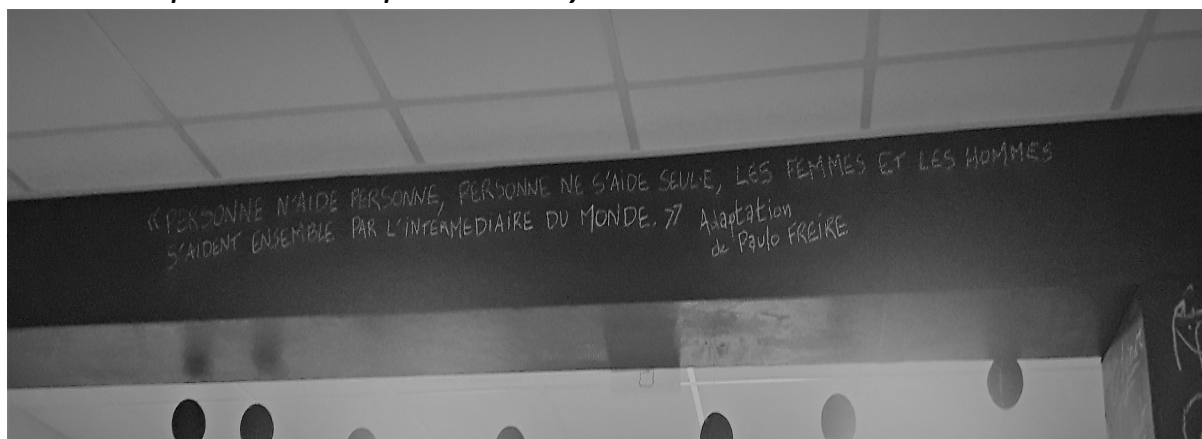 « PERSONNE N'AIDE PERSONNE, PERSONNE NE S'AIDE SEUL·E, LES FEMMES ET LES HOMMES
S'AIDENT ENSEMBLE PAR L'INTERMEDIAIRE DU MONDE. » Adaptation
de Paulo FREIRE